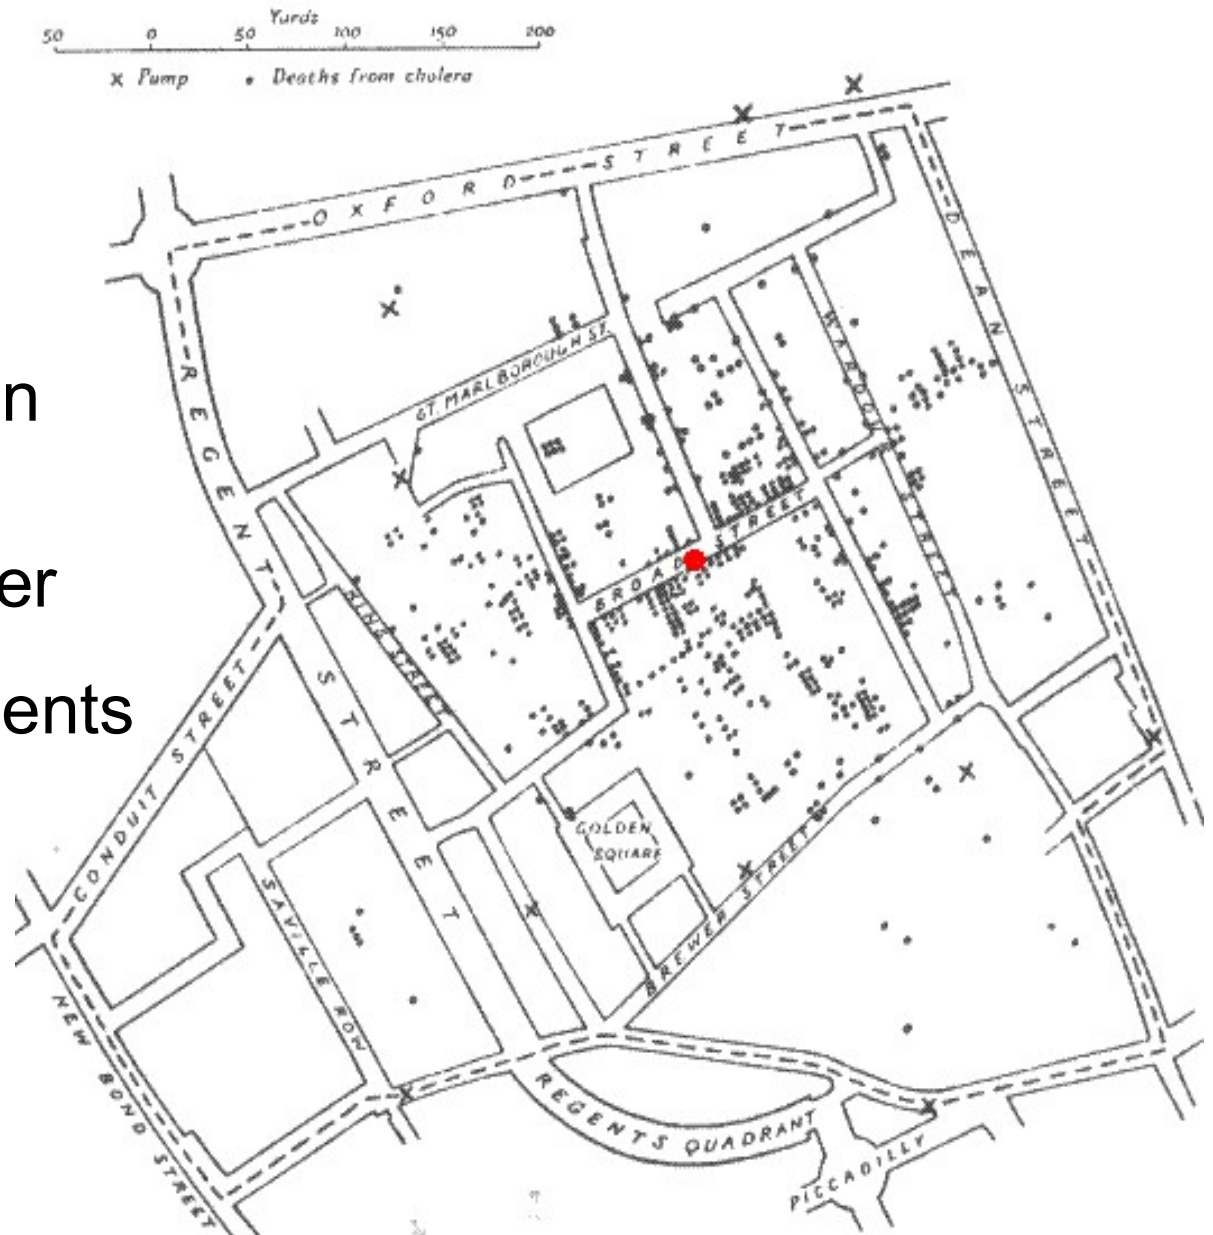 Yards
50 0 50 100 150 200
x Pump • Deaths from cholera
OXFORD STREET
DEAN STREET
REGENT STREET
GT. MARLBOROUGH ST.
WARDOUR STREET
n
BROAD STREET
er
KING STREET
ents
CONDUIT STREET
GOLDEN
SQUARE
SAVILLE ROW
BREWER STREET
NEW BOND STREET
REGENTS QUADRANT
PICCADILLY